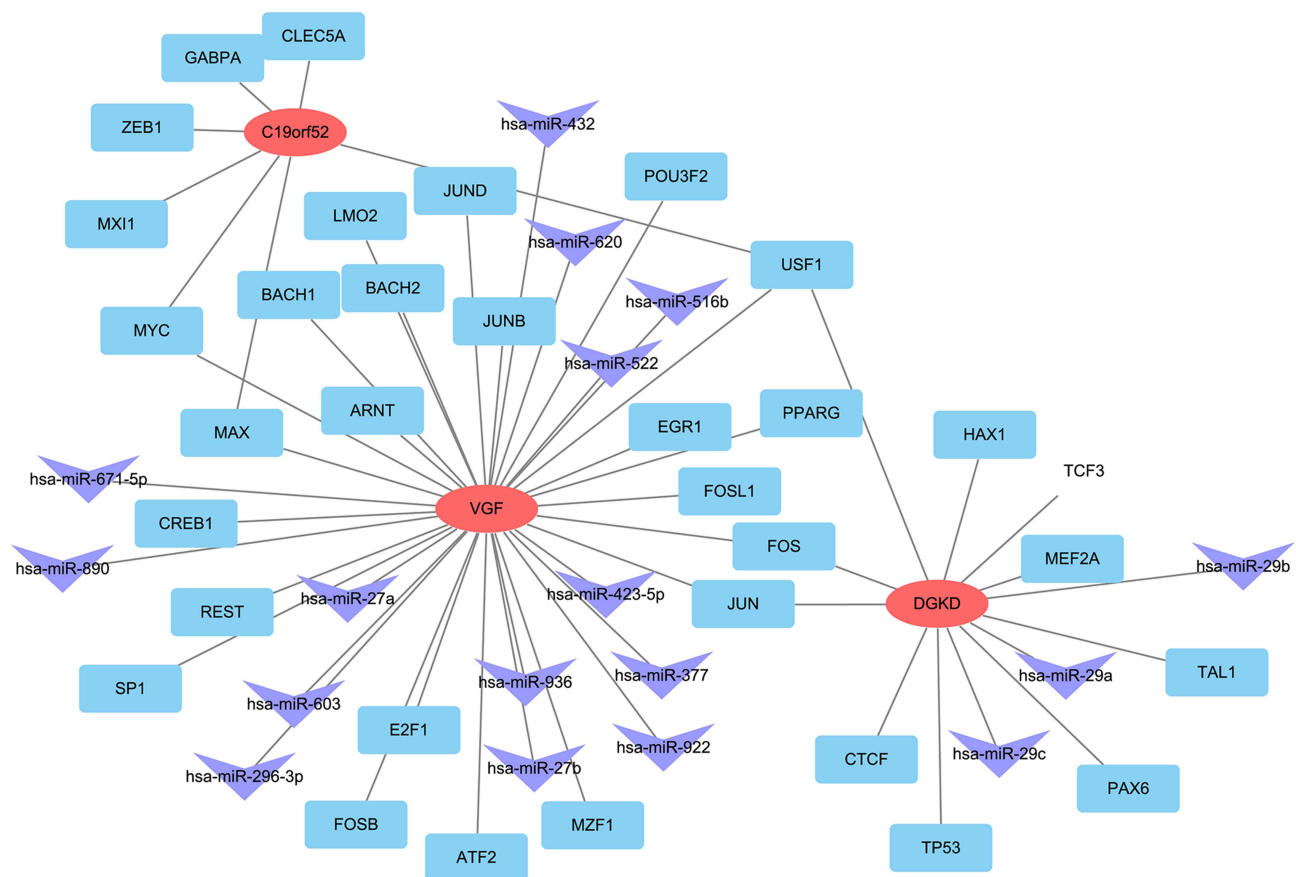 CLEC5A
GABPA
ZEB1
C19orf52
hsa-miR-432
POU3F2
JUND
LMO2
MXI1
hsa-miR-620
USF1
BACH1
BACH2
hsa-miR-516b
JUNB
MYC
hsa-miR-522
ARNT
PPARG
EGR1
MAX
HAX1
TCF3
hsa-miR-671-5p
FOSL1
VGF
CREB1
FOS
MEF2A
hsa-miR-890
hsa-miR-29b
hsa-miR-27a
hsa-miR-423-5p
REST
JUN
DGKD
hsa-miR-29a
TAL1
SP1
hsa-miR-936
hsa-miR-377
hsa-miR-603
E2F1
hsa-miR-922
hsa-miR-29c
CTCF
hsa-miR-296-3p
hsa-miR-27b
PAX6
FOSB
MZF1
TP53
ATF2